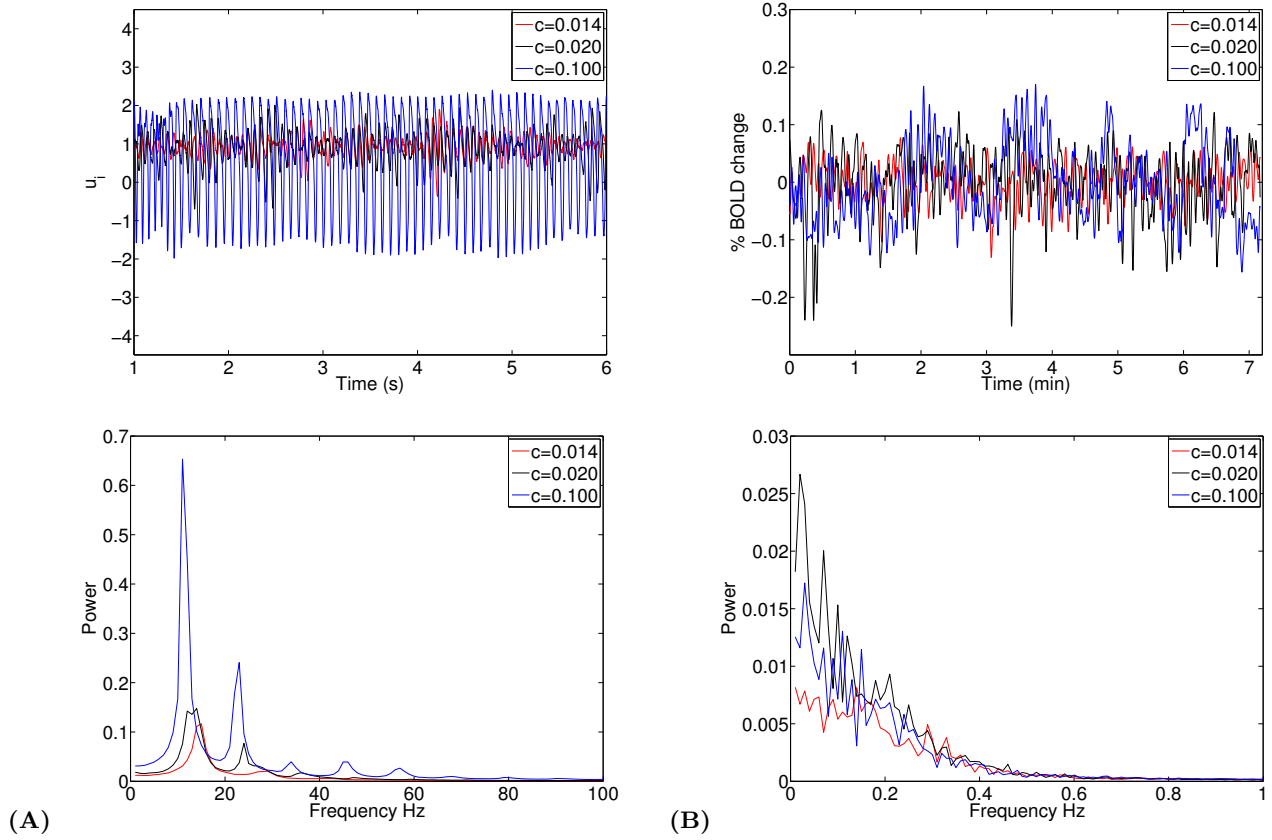 4
3
2
1
0
−1
−2
−3
−4
u_i
1 2 3 4 5 6
Time (s)
c=0.014
c=0.020
c=0.100
0.3
0.2
0.1
0
−0.1
−0.2
% BOLD change
0 1 2 3 4 5 6 7
Time (min)
c=0.014
c=0.020
c=0.100
0.7
0.6
0.5
0.4
0.3
0.2
0.1
0
Power
0 20 40 60 80 100
Frequency Hz
c=0.014
c=0.020
c=0.100
(A)
0.03
0.025
0.02
0.015
0.01
0.005
0
Power
0 0.2 0.4 0.6 0.8 1
Frequency Hz
c=0.014
c=0.020
c=0.100
(B)